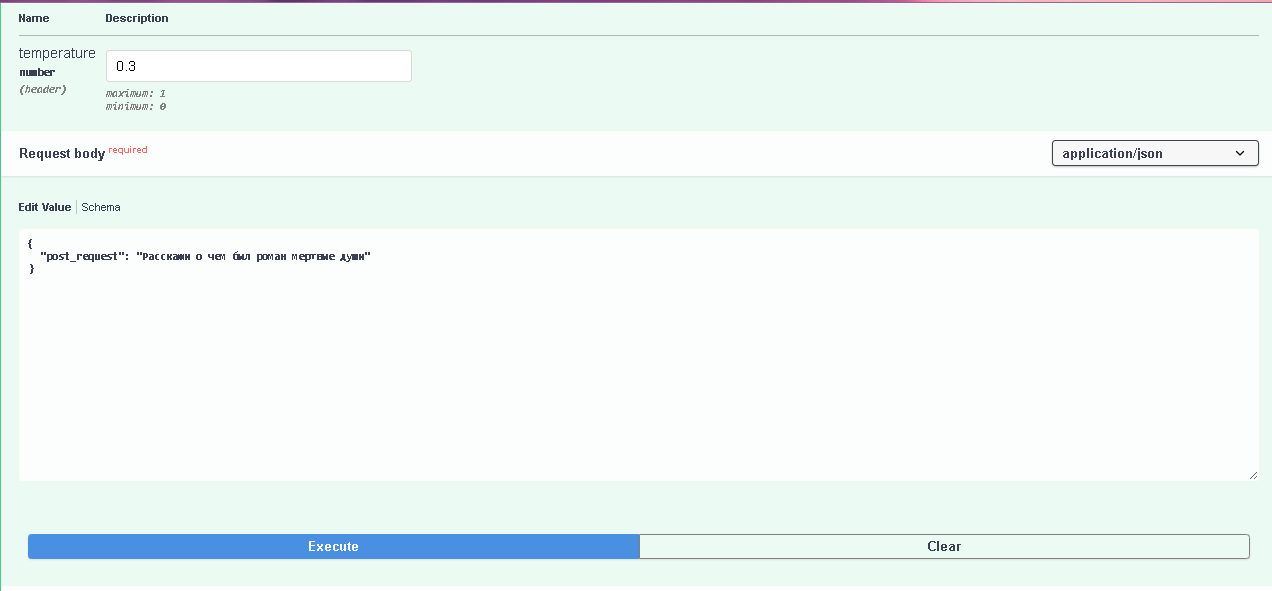 Name Description
temperature
number
(header)
0.3
maximum: 1
minimum: 0
Request body required
application/json
Edit Value Schema
{
"post_request": "Расскажи о чем был роман мертвые души"
}
Execute Clear